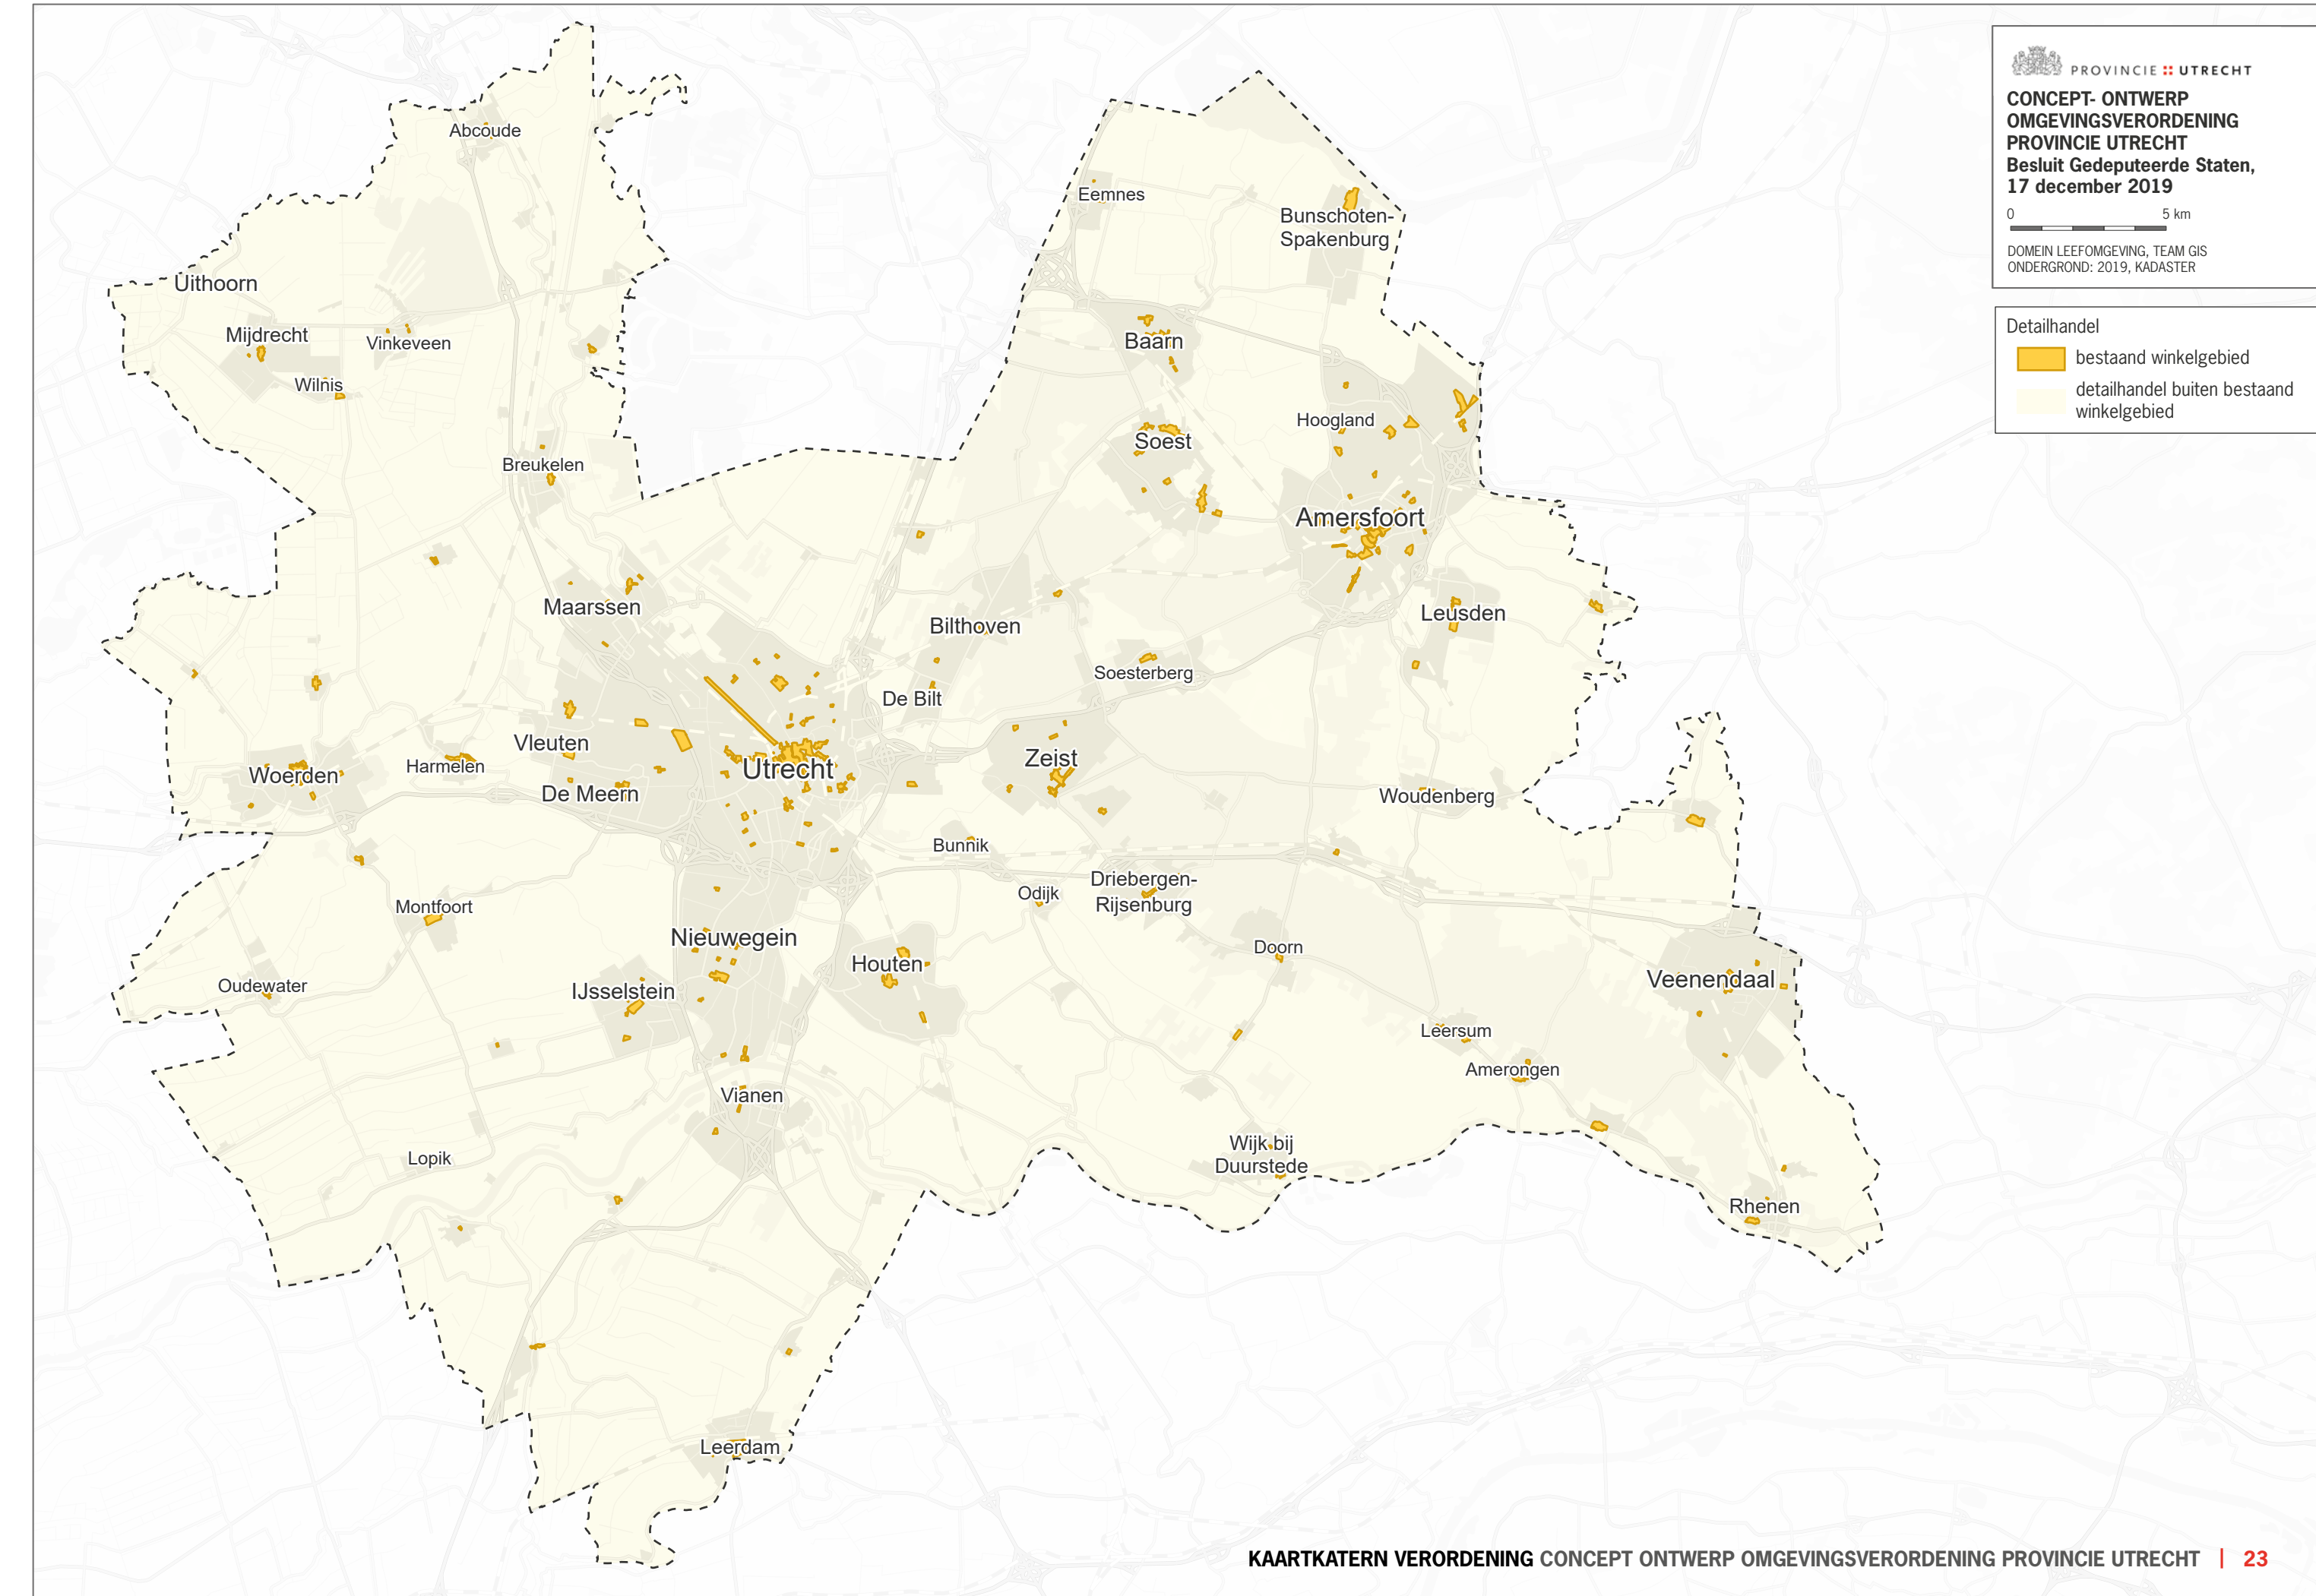 PROVINCIE UTRECHT
CONCEPT- ONTWERP
OMGEVINGSVERORDENING
PROVINCIE UTRECHT
Besluit Gedeputeerde Staten,
17 december 2019
0 5 km
DOMEIN LEEFOMGEVING, TEAM GIS
ONDERGROND: 2019, KADASTER
Detailhandel
bestaand winkelgebied
detailhandel buiten bestaand
winkelgebied
Abcoude
Eemnes
Bunschoten-
Spakenburg
Uithoorn
Mijdrecht
Vinkeveen
Baarn
Wilnis
Hoogland
Soest
Breukelen
Amersfoort
Maarssen
Leusden
Bilthoven
Soesterberg
De Bilt
Vleuten
Zeist
Harmelen
Utrecht
Woerden
De Meern
Woudenberg
Bunnik
Driebergen-
Rijsenburg
Odijk
Montfoort
Nieuwegein
Doorn
Houten
Veenendaal
Oudewater
IJsselstein
Leersum
Amerongen
Vianen
Wijk bij
Duurstede
Lopik
Rhenen
Leerdam
KAARTKATERN VERORDENING CONCEPT ONTWERP OMGEVINGSVERORDENING PROVINCIE UTRECHT | 23